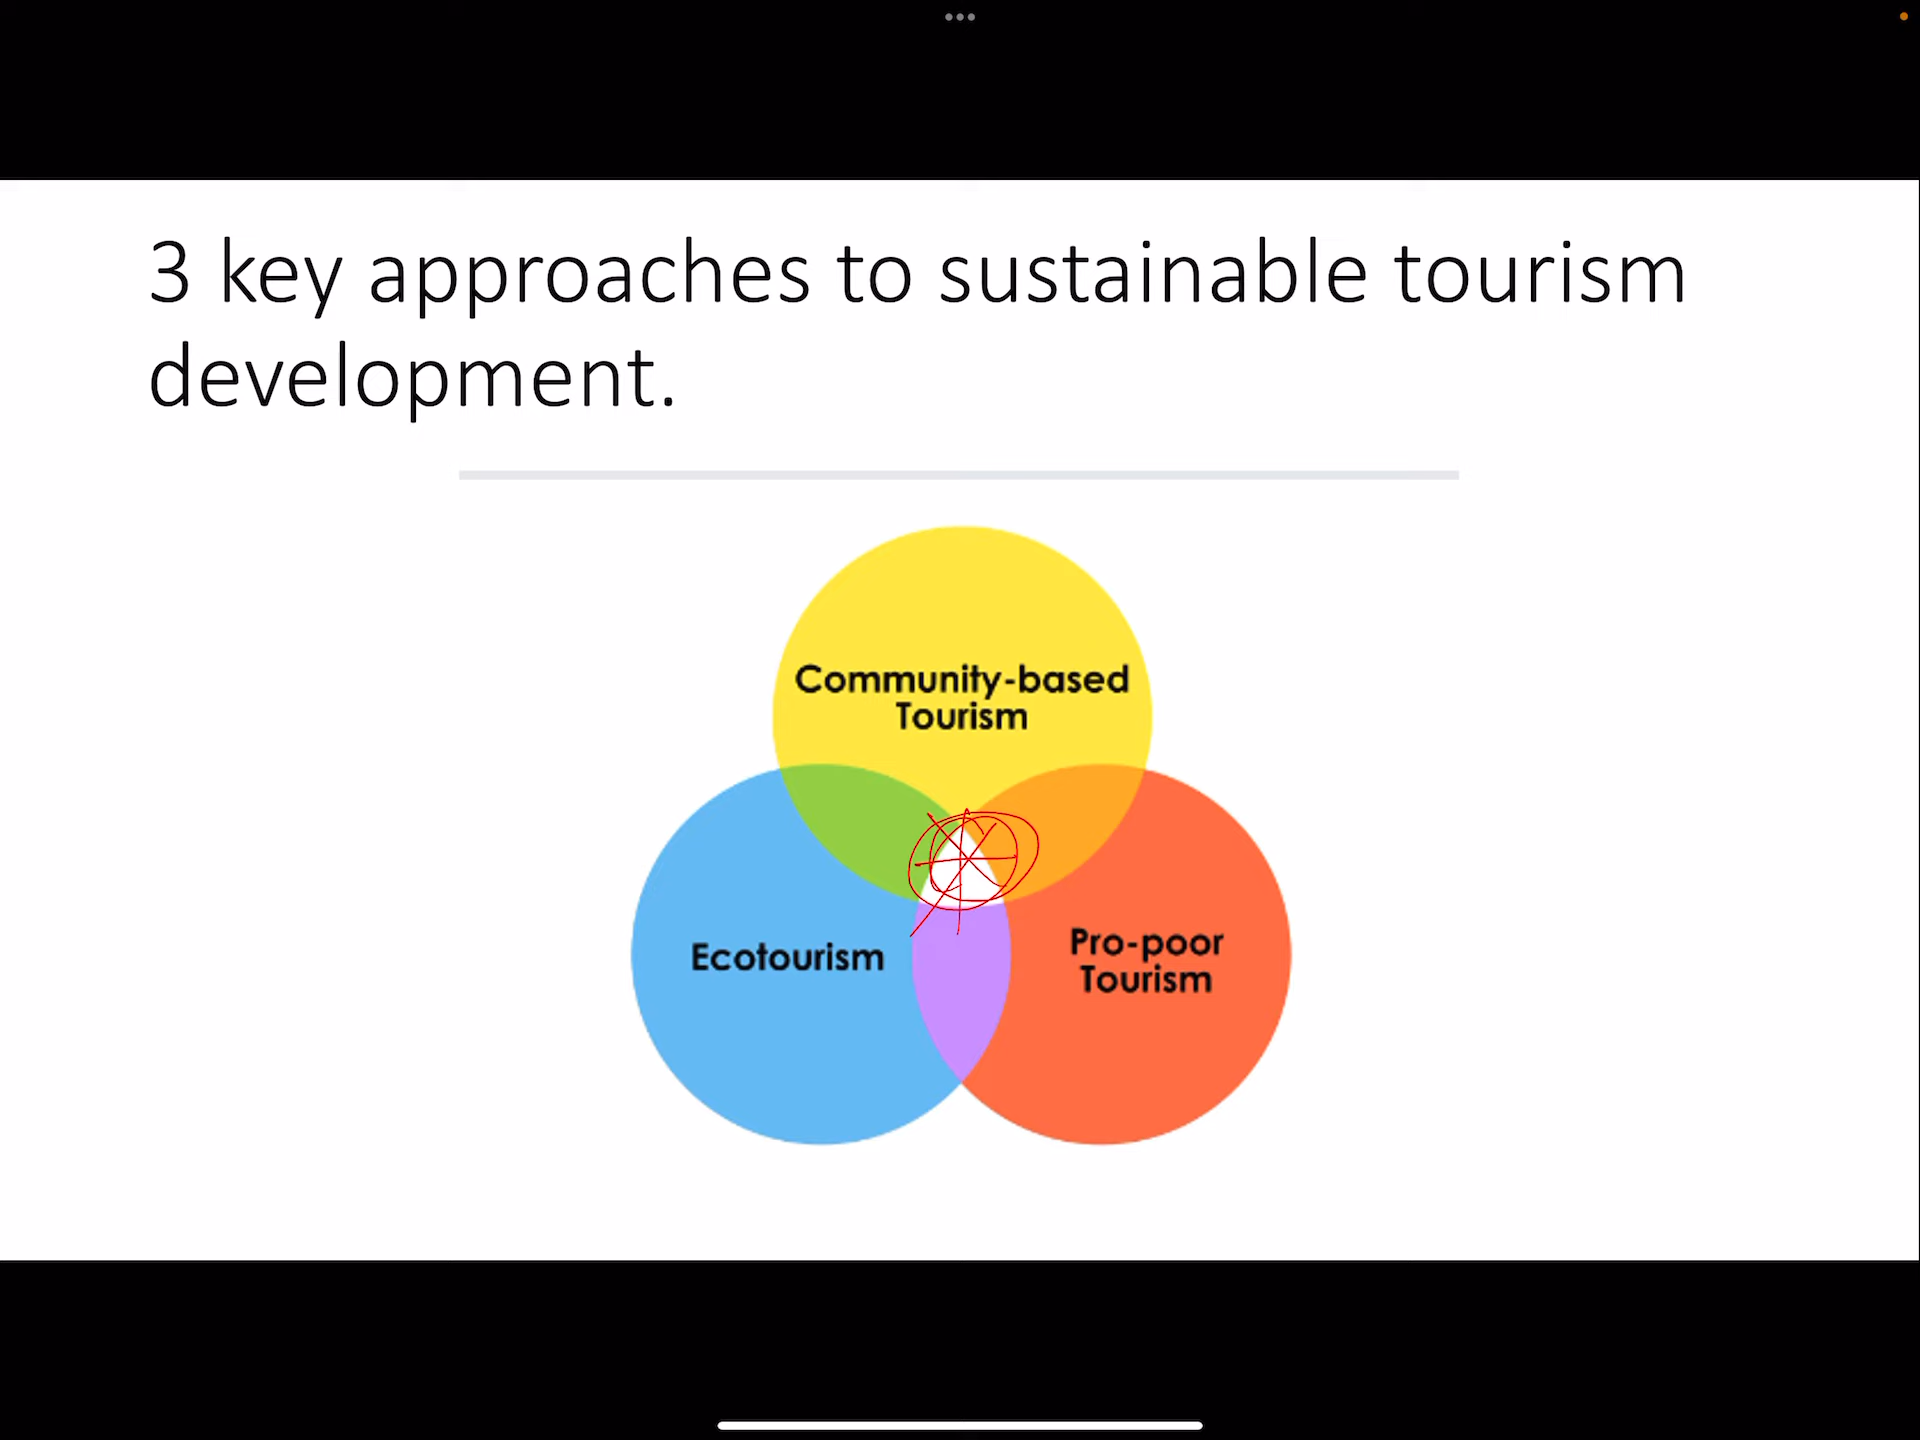 3 key approaches to sustainable tourism
development.
Community-based
Tourism
Ecotourism
Pro-poor
Tourism